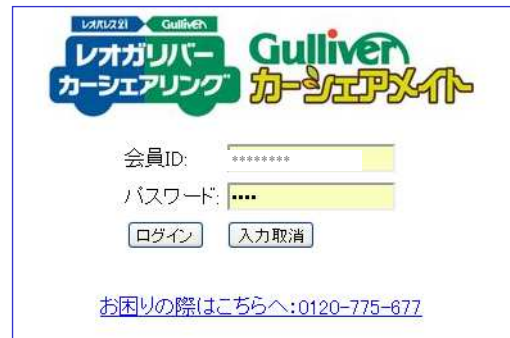 レオパレス21 Gulliver
レオガリバー
カーシェアリング
Gulliver
カーシェアメイト
会員ID: ********
パスワード: ••••
ログイン 入力取消
お困りの際はこちらへ:0120-775-677